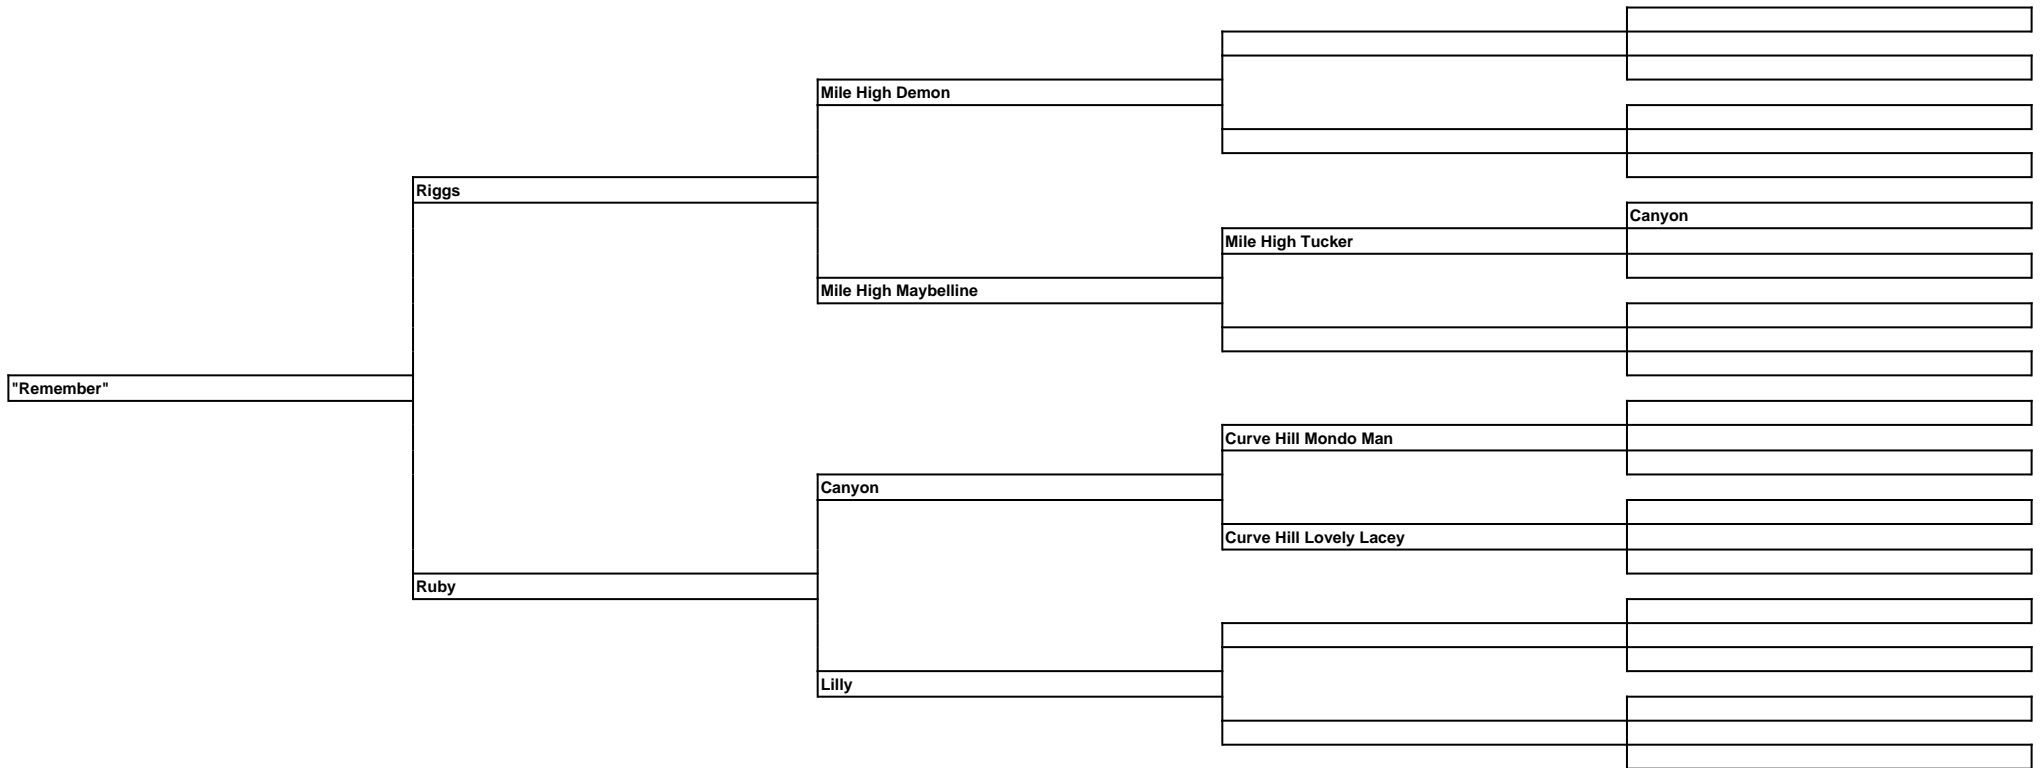 Mile High Demon
Riggs
Canyon
Mile High Tucker
Mile High Maybelline
"Remember"
Curve Hill Mondo Man
Canyon
Curve Hill Lovely Lacey
Ruby
Lilly